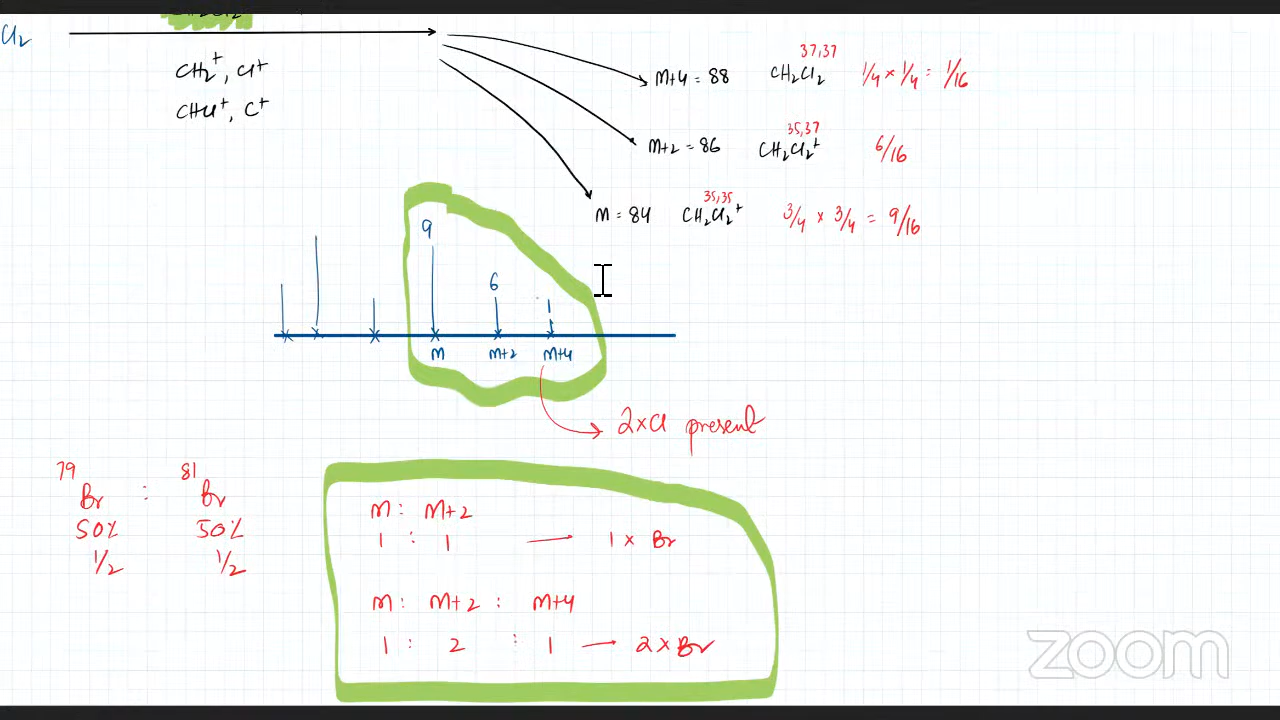 Cl2
CH2+, Cl+
CHCl+, C+
M+4 = 88 CH2Cl2 37,37 1/4 × 1/4 = 1/16
M+2 = 86 CH2Cl2+ 35,37 6/16
M = 84 CH2Cl2+ 35,35 3/4 × 3/4 = 9/16
9
6
1
M M+2 M+4
2×Cl present
79Br : 81Br
50% 50%
1/2 1/2
M : M+2
1 : 1 → 1 × Br
M : M+2 : M+4
1 : 2 : 1 → 2 × Br
zoom